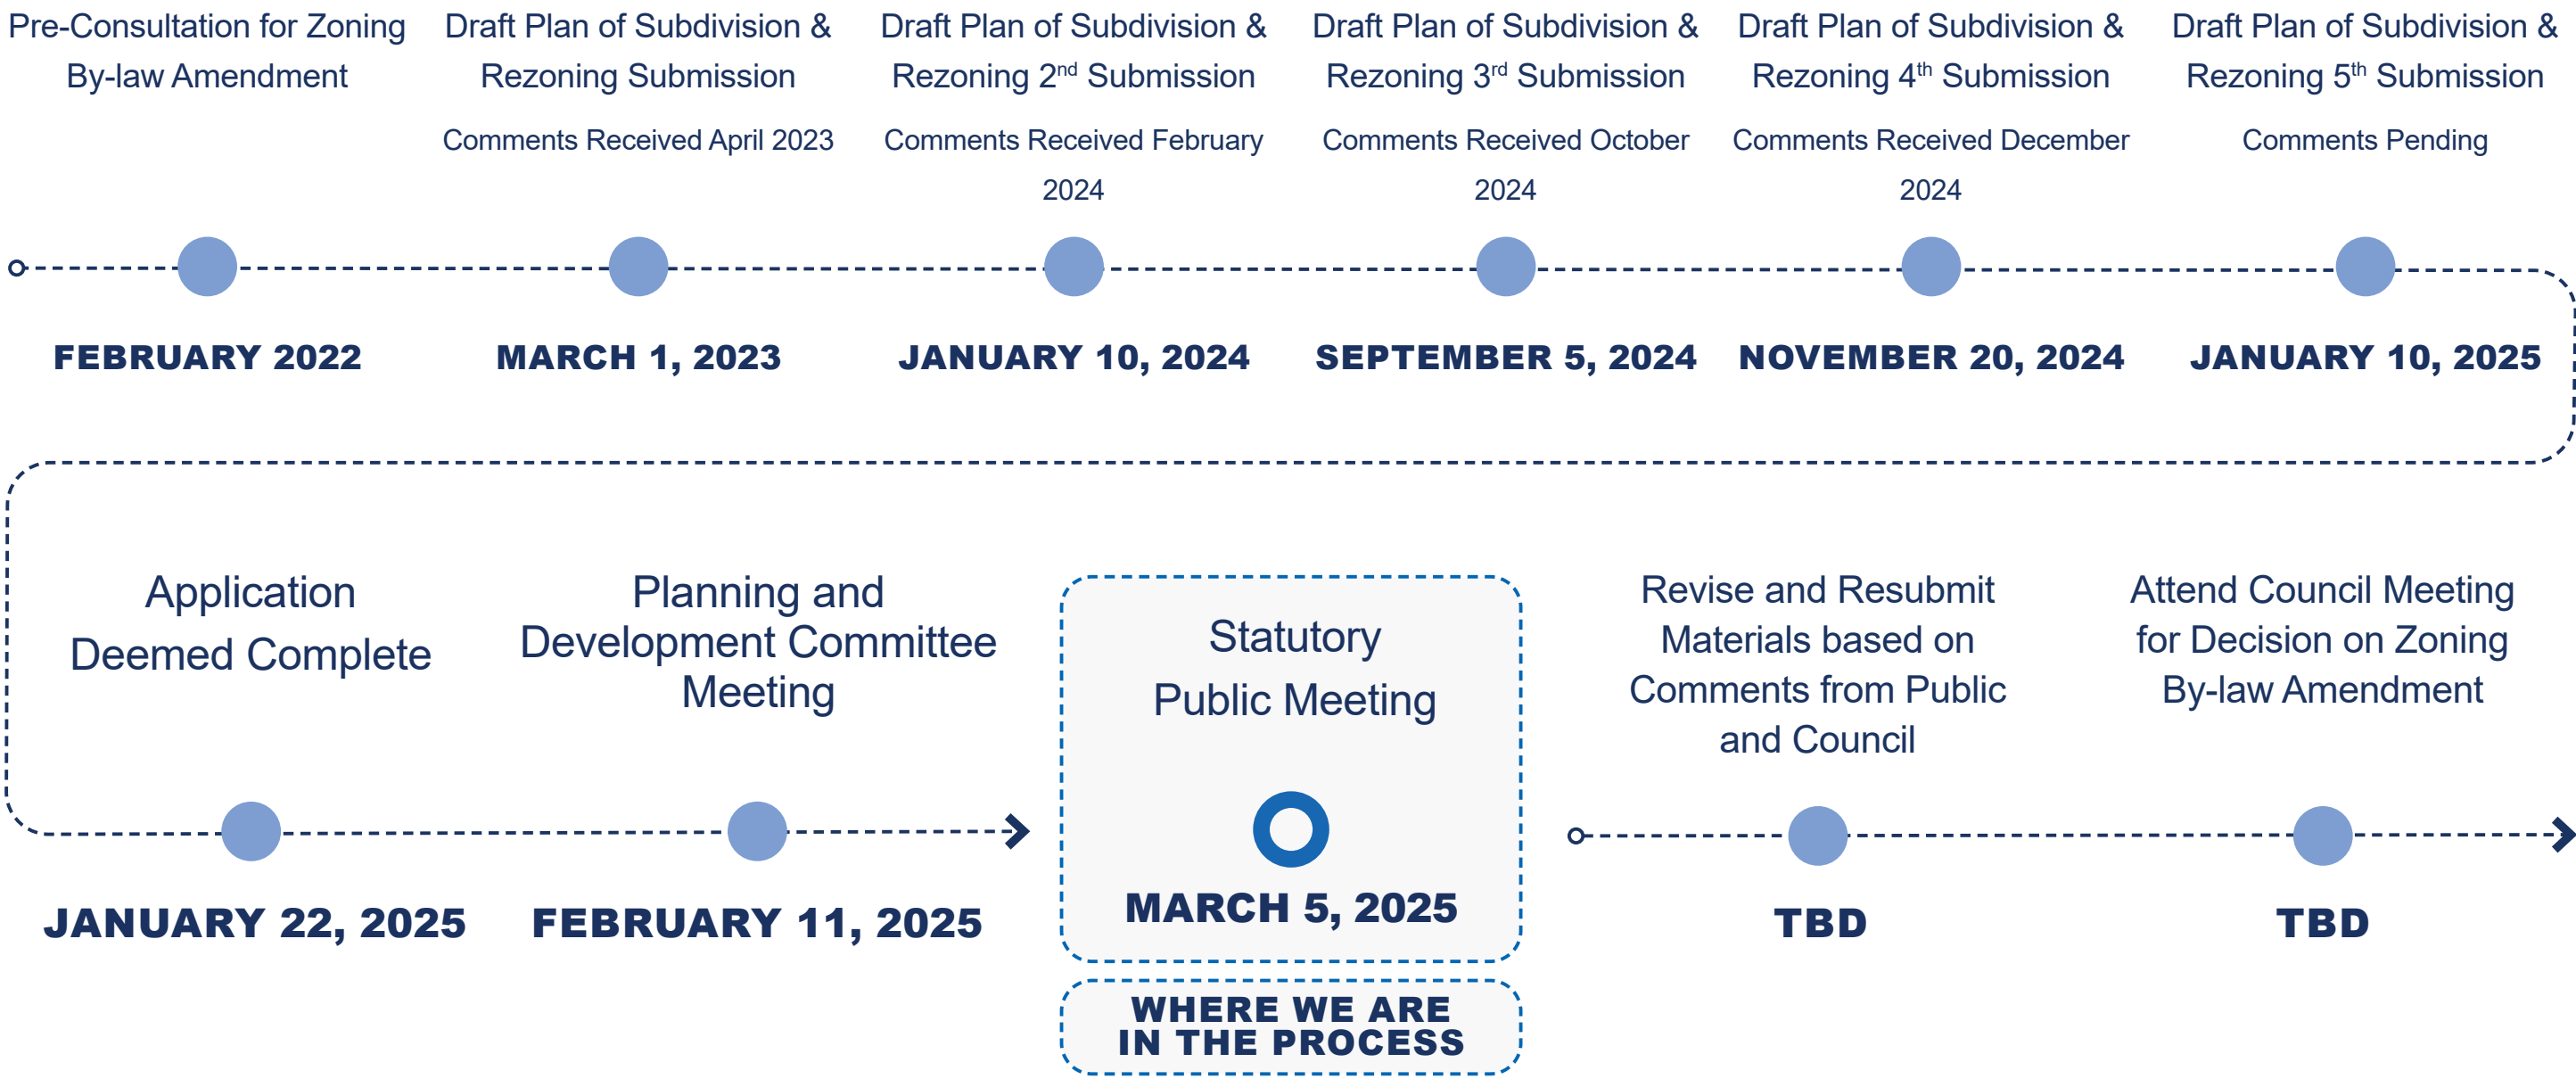 Pre-Consultation for Zoning
By-law Amendment
FEBRUARY 2022
Draft Plan of Subdivision &
Rezoning Submission
Comments Received April 2023
MARCH 1, 2023
Draft Plan of Subdivision &
Rezoning 2nd Submission
Comments Received February
2024
JANUARY 10, 2024
Draft Plan of Subdivision &
Rezoning 3rd Submission
Comments Received October
2024
SEPTEMBER 5, 2024
Draft Plan of Subdivision &
Rezoning 4th Submission
Comments Received December
2024
NOVEMBER 20, 2024
Draft Plan of Subdivision &
Rezoning 5th Submission
Comments Pending
JANUARY 10, 2025
Application
Deemed Complete
JANUARY 22, 2025
Planning and
Development Committee
Meeting
FEBRUARY 11, 2025
Statutory
Public Meeting
MARCH 5, 2025
WHERE WE ARE
IN THE PROCESS
Revise and Resubmit
Materials based on
Comments from Public
and Council
TBD
Attend Council Meeting
for Decision on Zoning
By-law Amendment
TBD